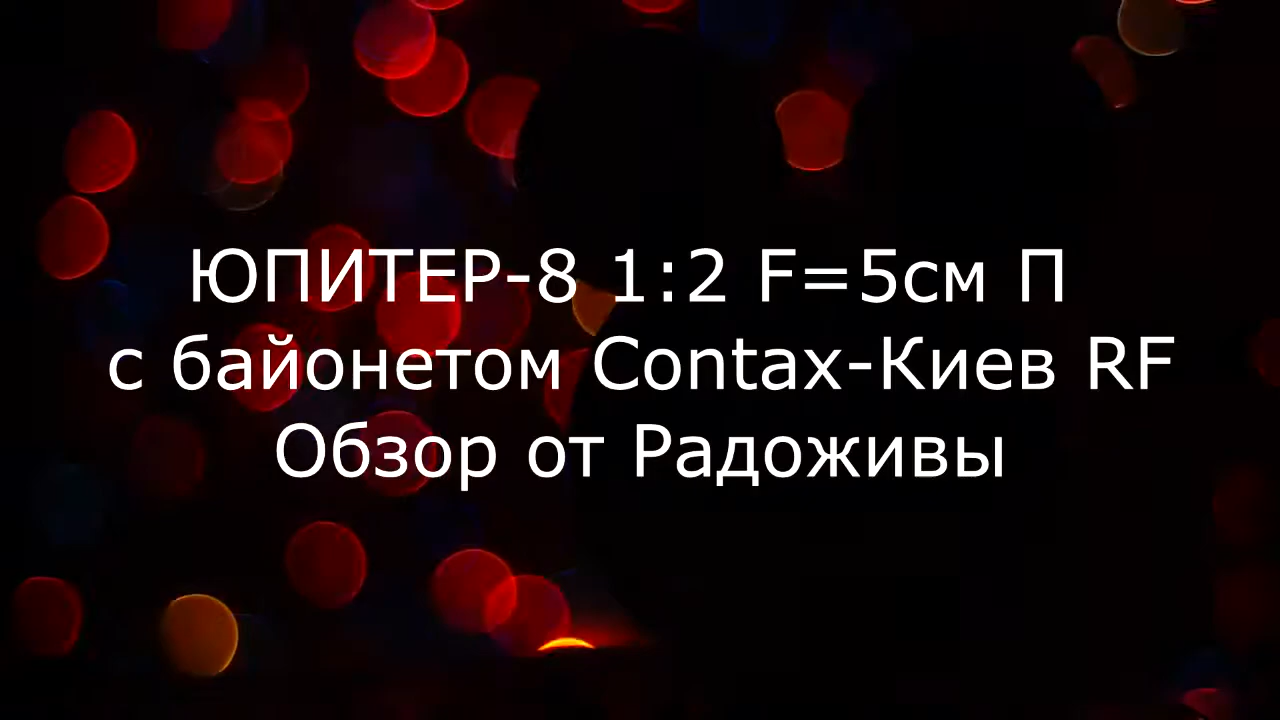 ЮПИТЕР-8 1:2 F=5см П
с байонетом Contax-Киев RF
Обзор от Радоживы